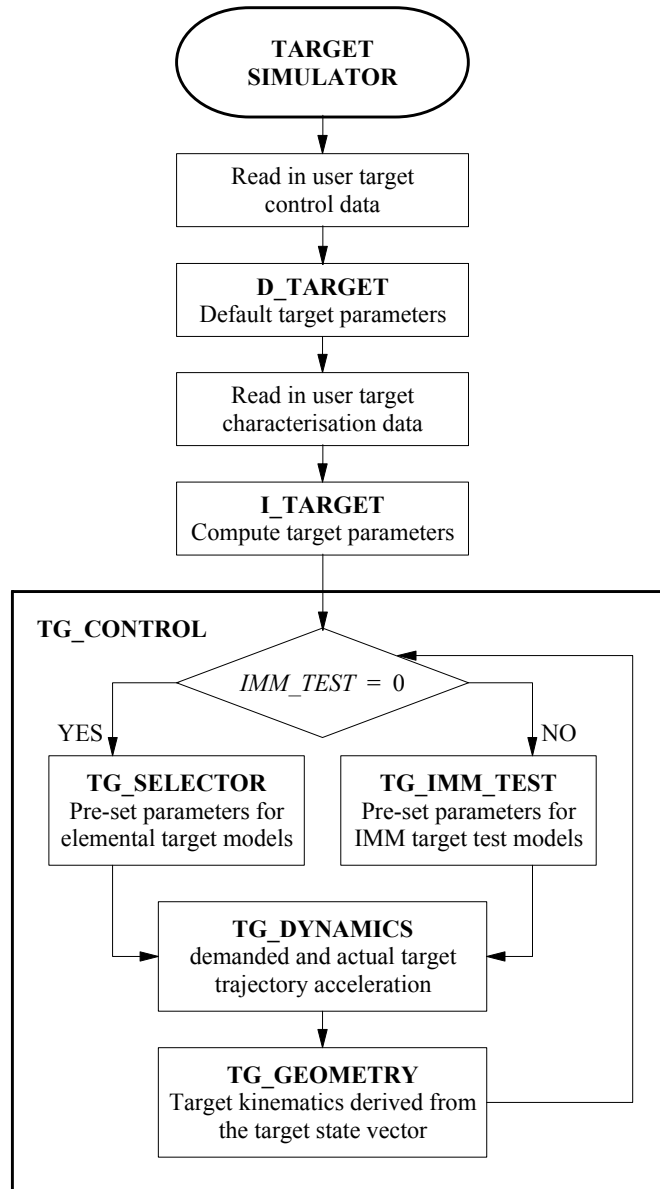 TARGET
SIMULATOR
Read in user target
control data
D_TARGET
Default target parameters
Read in user target
characterisation data
I_TARGET
Compute target parameters
TG_CONTROL
IMM_TEST = 0
YES
NO
TG_SELECTOR
Pre-set parameters for
elemental target models
TG_IMM_TEST
Pre-set parameters for
IMM target test models
TG_DYNAMICS
demanded and actual target
trajectory acceleration
TG_GEOMETRY
Target kinematics derived from
the target state vector